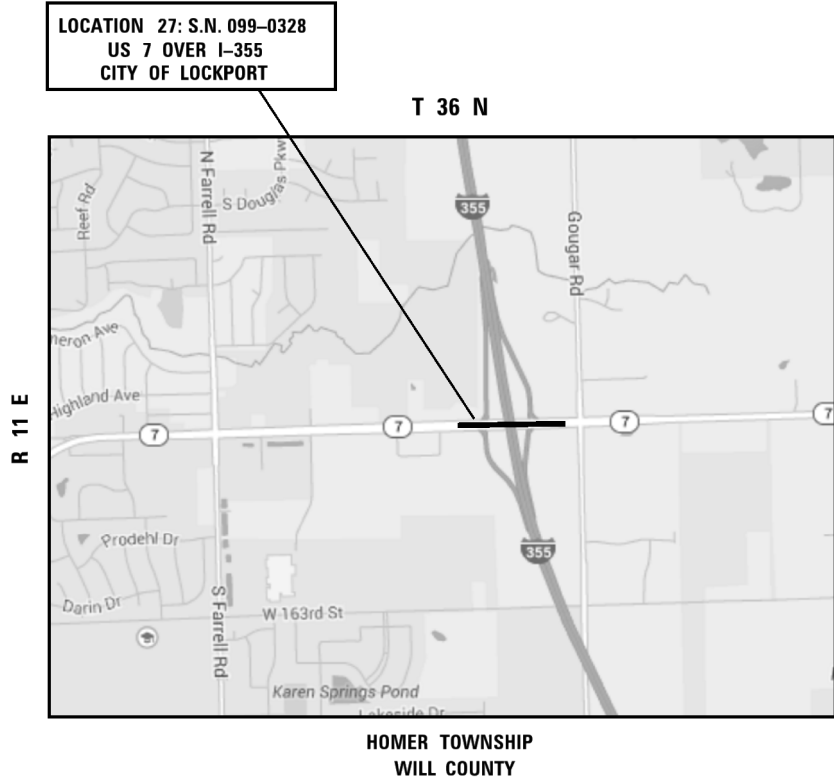 LOCATION 27: S.N. 099–0328
US 7 OVER I–355
CITY OF LOCKPORT
T 36 N
N Farrell Rd
S Douglas Pkwy
Reef Rd
355
Gougar Rd
neron Ave
Highland Ave
R 11 E
7
7
7
7
Prodehl Dr
355
Darin Dr
S Farrell Rd
W 163rd St
Karen Springs Pond
Lakeside Dr
HOMER TOWNSHIP
WILL COUNTY